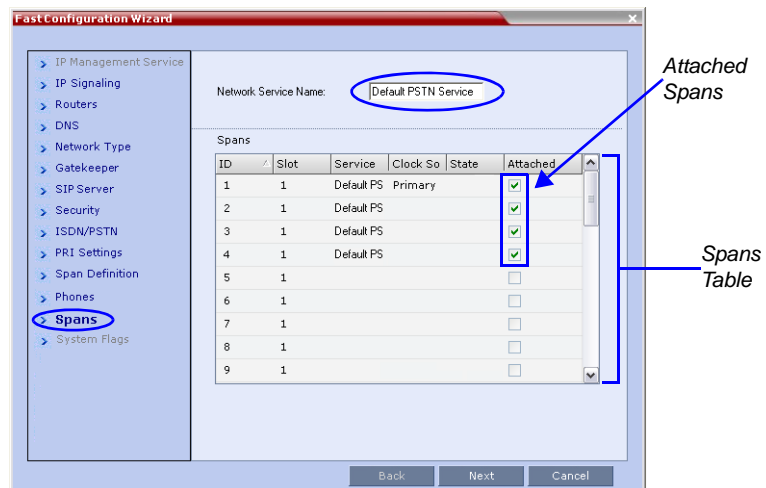 Fast Configuration Wizard
IP Management Service
IP Signaling
Routers
DNS
Network Type
Gatekeeper
SIP Server
Security
ISDN/PSTN
PRI Settings
Span Definition
Phones
Spans
System Flags
Network Service Name: Default PSTN Service
Spans
ID Slot Service Clock So State Attached
1 1 Default PS Primary
2 1 Default PS
3 1 Default PS
4 1 Default PS
5 1
6 1
7 1
8 1
9 1
Back Next Cancel
Attached
Spans
Spans
Table